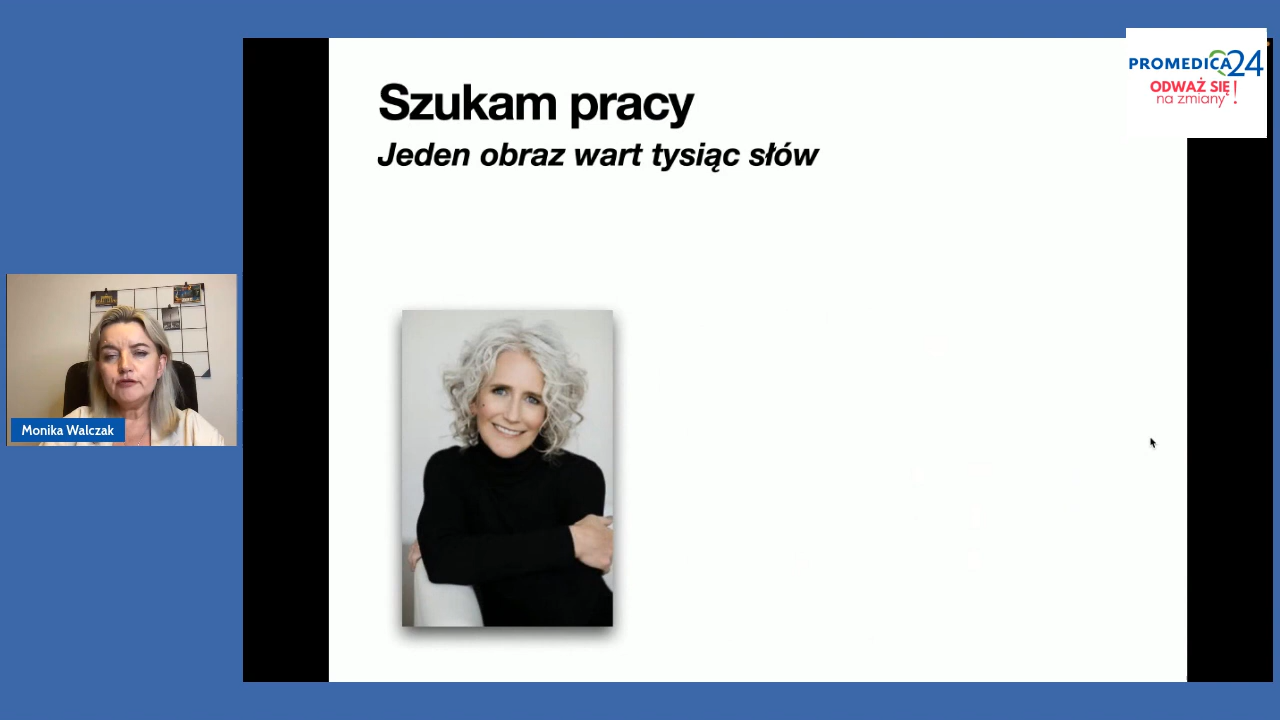 Szukam pracy
Jeden obraz wart tysiąc słów
PROMEDICA24
ODWAŻ SIĘ!
na zmiany
Monika Walczak